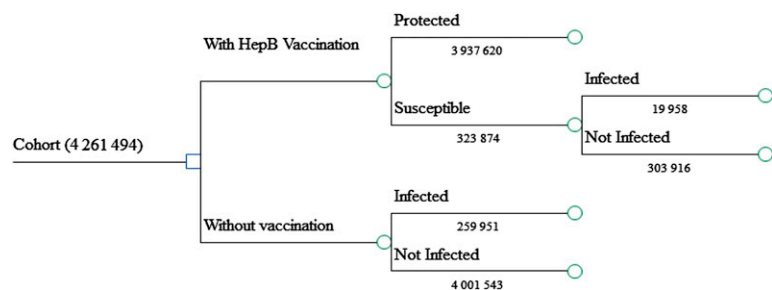 Protected
With HepB Vaccination
3 937 620
Infected
Susceptible
19 958
Not Infected
323 874
Cohort (4 261 494)
303 916
Infected
Without vaccination
259 951
Not Infected
4 001 543